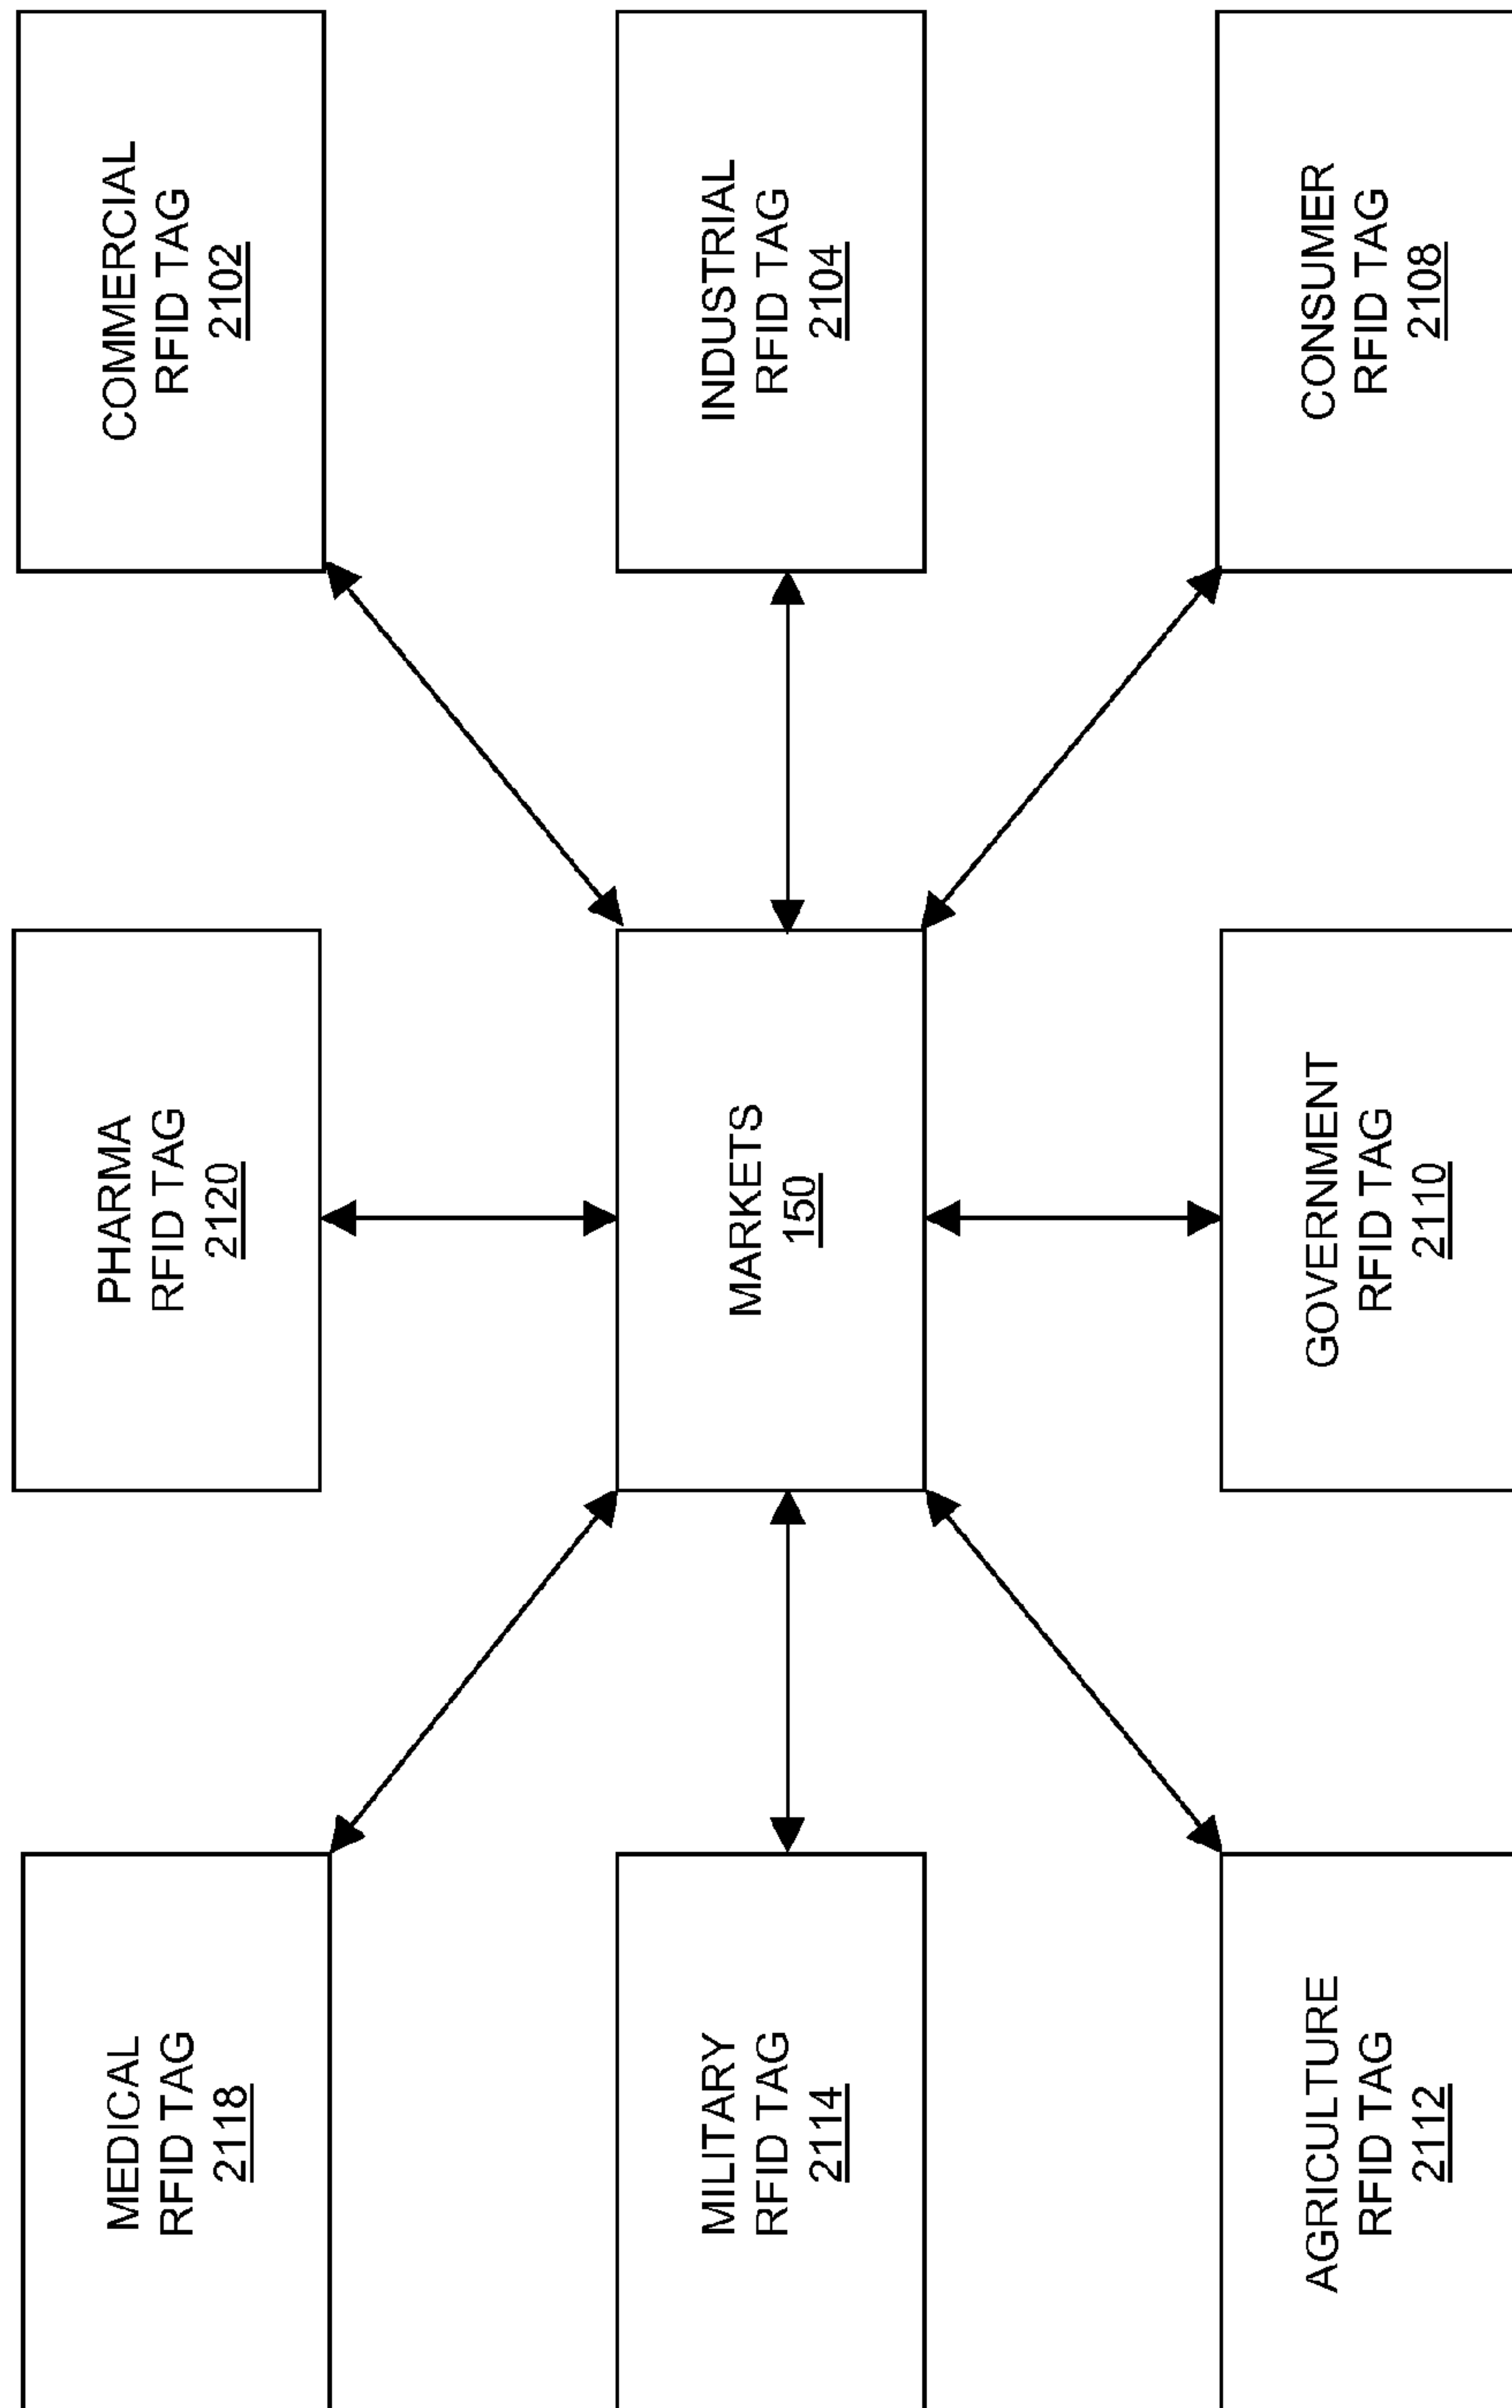 MEDICAL
RFID TAG
2118
PHARMA
RFID TAG
2120
COMMERCIAL
RFID TAG
2102
MILITARY
RFID TAG
2114
MARKETS
150
INDUSTRIAL
RFID TAG
2104
AGRICULTURE
RFID TAG
2112
GOVERNMENT
RFID TAG
2110
CONSUMER
RFID TAG
2108